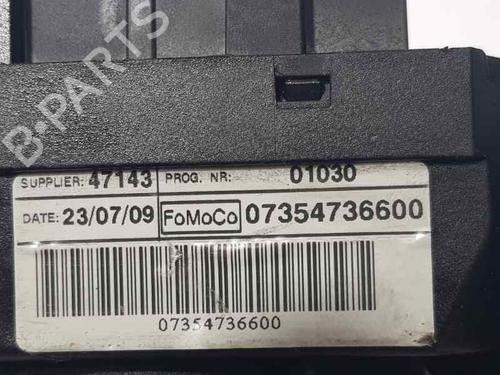 B-PARTS
SUPPLIER: 47143 PROG. NR: 01030
DATE: 23/07/09 FoMoCo 07354736600
07354736600